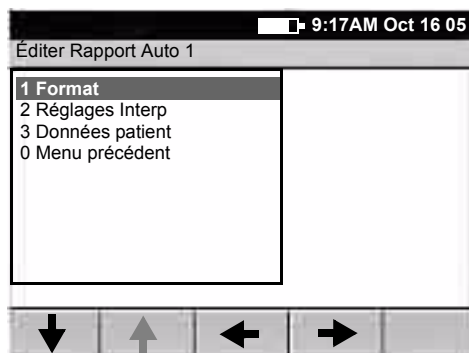 9:17AM Oct 16 05
Éditer Rapport Auto 1
1 Format
2 Réglages Interp
3 Données patient
0 Menu précédent